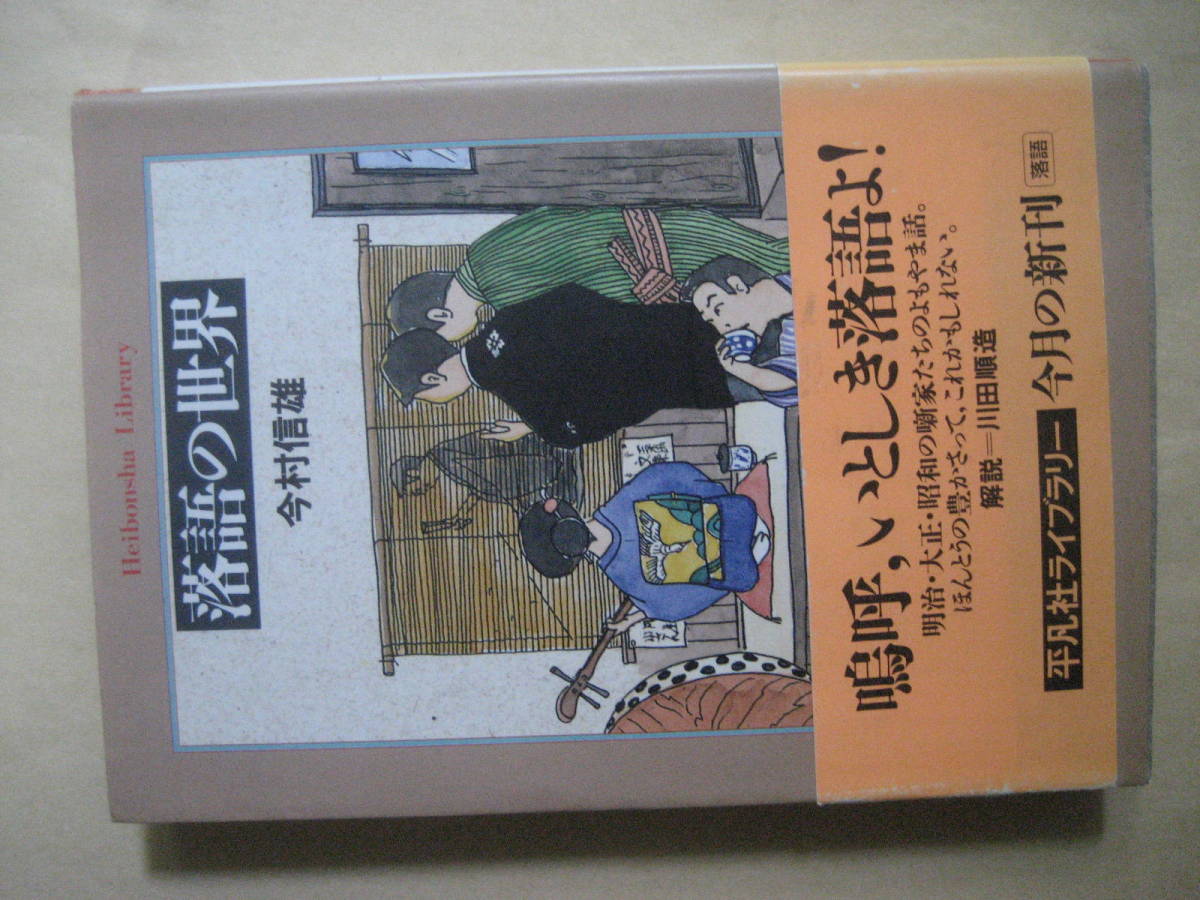 Heibonsha Library
落語の世界
今村信雄
嗚呼，いとしき落語よ！
明治・大正・昭和の噺家たちのよもやま話。
ほんとうの豊かさって，これかもしれない。
解説＝川田順造
平凡社ライブラリー 今月の新刊 落語